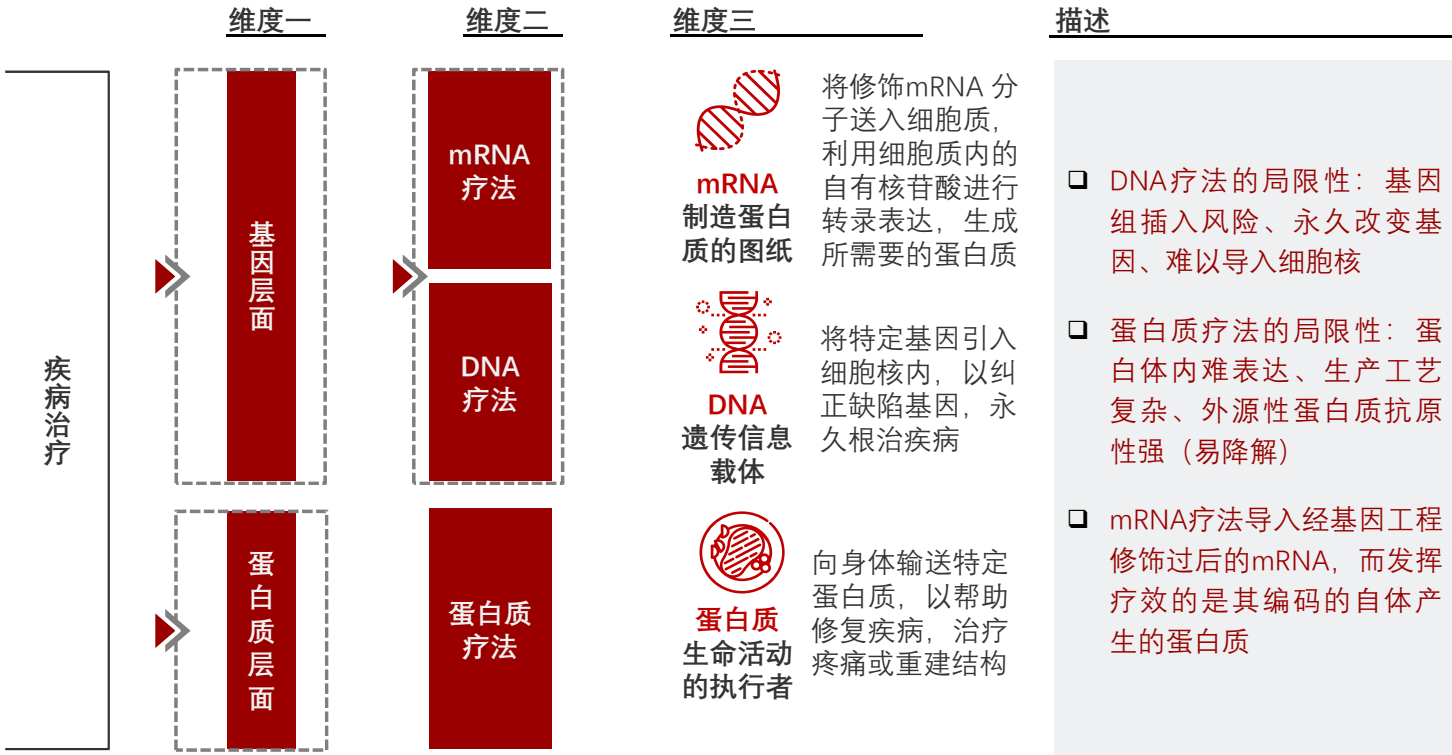 维度一
维度二
维度三
描述
疾病治疗
基因层面
蛋白质层面
mRNA
疗法
DNA
疗法
蛋白质
疗法
mRNA
制造蛋白
质的图纸
将修饰mRNA 分
子送入细胞质，
利用细胞质内的
自有核苷酸进行
转录表达，生成
所需要的蛋白质
DNA
遗传信息
载体
将特定基因引入
细胞核内，以纠
正缺陷基因，永
久根治疾病
蛋白质
生命活动
的执行者
向身体输送特定
蛋白质，以帮助
修复疾病，治疗
疼痛或重建结构
DNA疗法的局限性：基因
组插入风险、永久改变基
因、难以导入细胞核
蛋白质疗法的局限性：蛋
白体内难表达、生产工艺
复杂、外源性蛋白质抗原
性强（易降解）
mRNA疗法导入经基因工程
修饰过后的mRNA，而发挥
疗效的是其编码的自体产
生的蛋白质